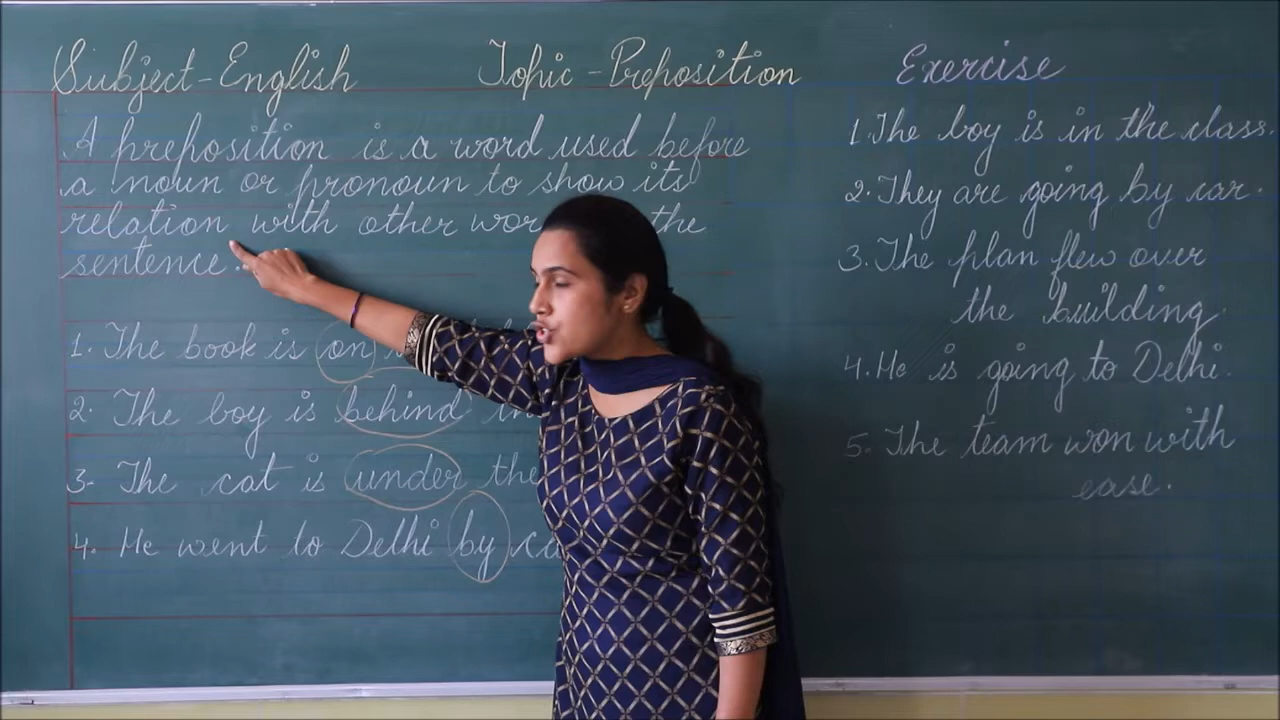 Subject-English
Topic-Preposition
A preposition is a word used before
a noun or pronoun to show its
relation with other wor the
sentence.
1. The book is on
2. The boy is behind
3- The cat is under the
4. He went to Delhi by
Exercise
1. The boy is in the class.
2. They are going by car.
3. The plan flew over
the building.
4. He is going to Delhi.
5- The team won with
ease.